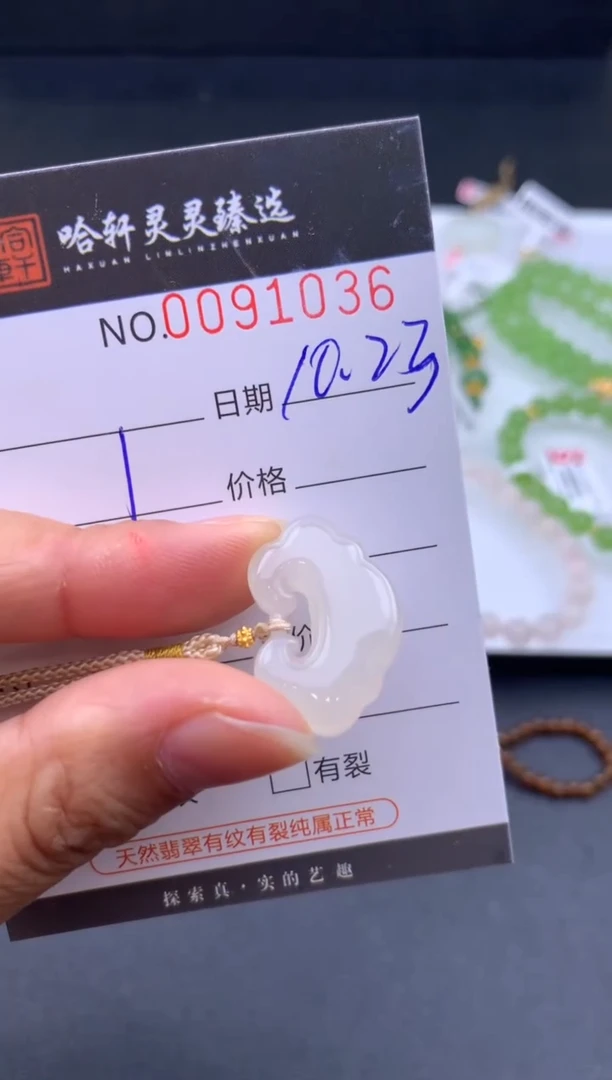 哈轩灵灵臻选
HAXUAN LINLINZHENXUAN
NO.0091036
日期 10.23
价格
价
有裂
天然翡翠有纹有裂纯属正常
探索真·实的艺趣